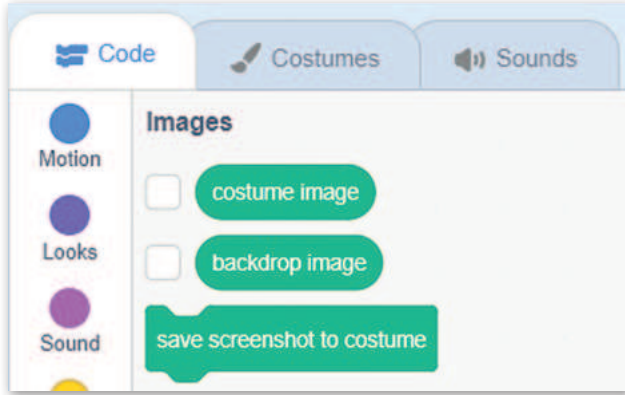 Code
Costumes
Sounds
Motion
Looks
Sound
Images
costume image
backdrop image
save screenshot to costume